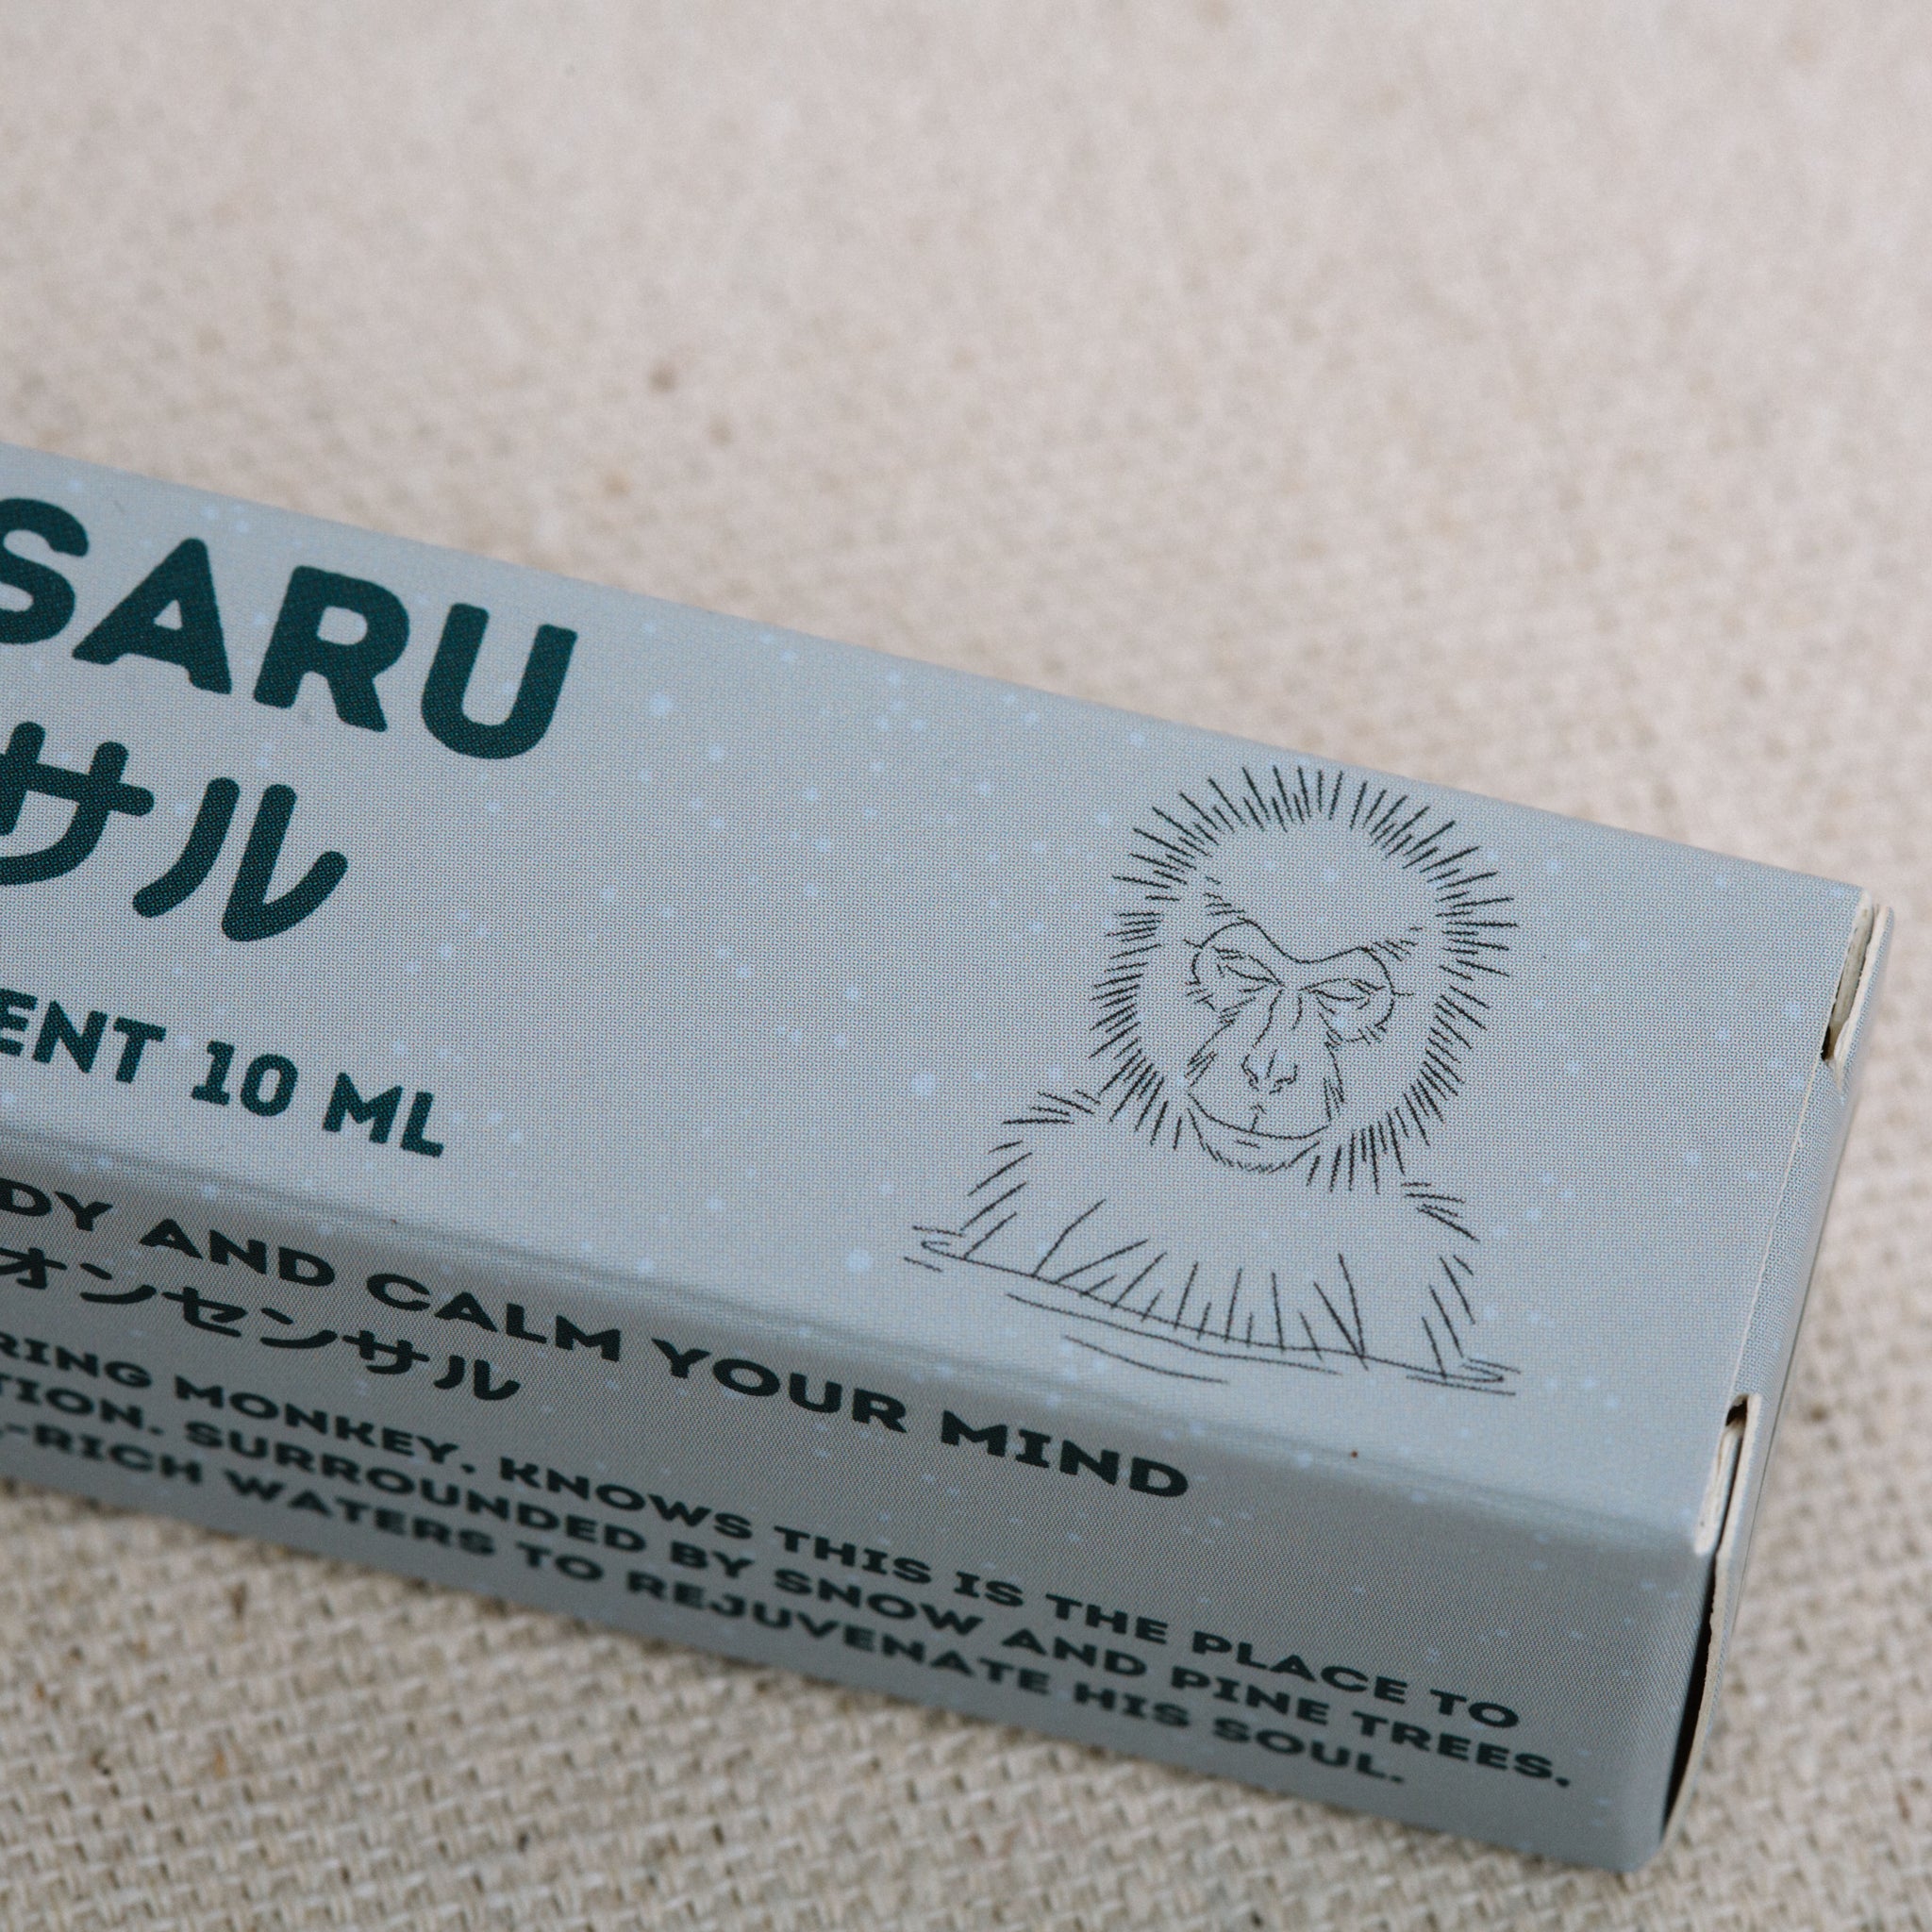 SARU
サル
ENT 10 ML
DY AND CALM YOUR MIND
オンセンサル
RING MONKEY, KNOWS THIS IS THE PLACE TO
TION. SURROUNDED BY SNOW AND PINE TREES,
-RICH WATERS TO REJUVENATE HIS SOUL.